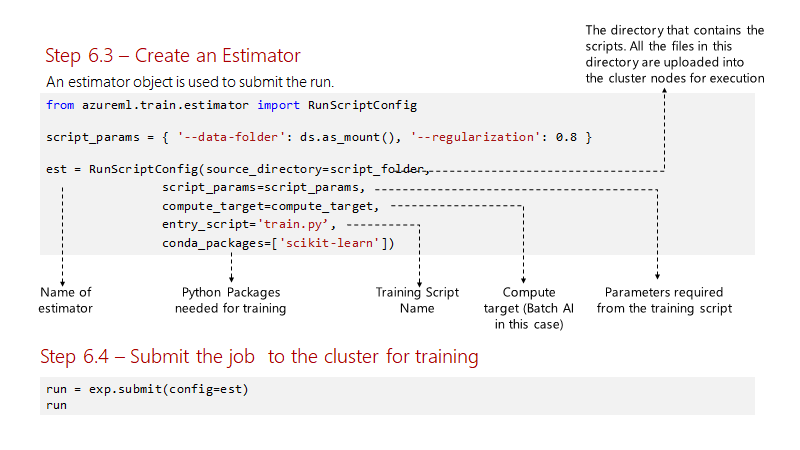 The directory that contains the
scripts. All the files in this
directory are uploaded into
the cluster nodes for execution
Step 6.3 – Create an Estimator
An estimator object is used to submit the run.
from azureml.train.estimator import RunScriptConfig
script_params = { '--data-folder': ds.as_mount(), '--regularization': 0.8 }
est = RunScriptConfig(source_directory=script_folder,
script_params=script_params,
compute_target=compute_target,
entry_script='train.py’,
conda_packages=['scikit-learn'])
Name of
estimator
Python Packages
needed for training
Training Script
Name
Compute
target (Batch AI
in this case)
Parameters required
from the training script
Step 6.4 – Submit the job to the cluster for training
run = exp.submit(config=est)
run